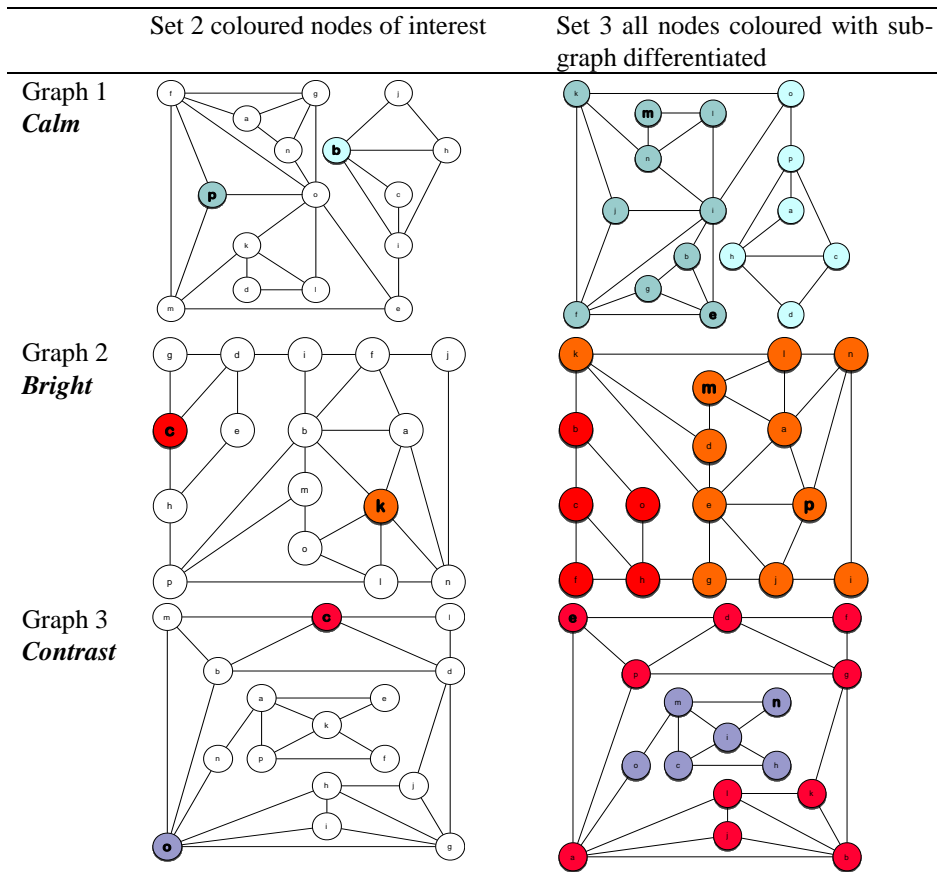 Set 2 coloured nodes of interest
Set 3 all nodes coloured with sub-
graph differentiated
Graph 1
Calm
f g j
a
n b h
p o c
k i
d l
m e
k o
m l
n p
j i a
b h c
g
f e d
Graph 2
Bright
g d i f j
c e b a
h m k
o
p l n
k l n
m
b d a
c o e p
f h g j i
Graph 3
Contrast
m c l
b d
a e
k
n p f
h j
i
o g
e d f
p g
m n
i
o c h
l k
j
a b